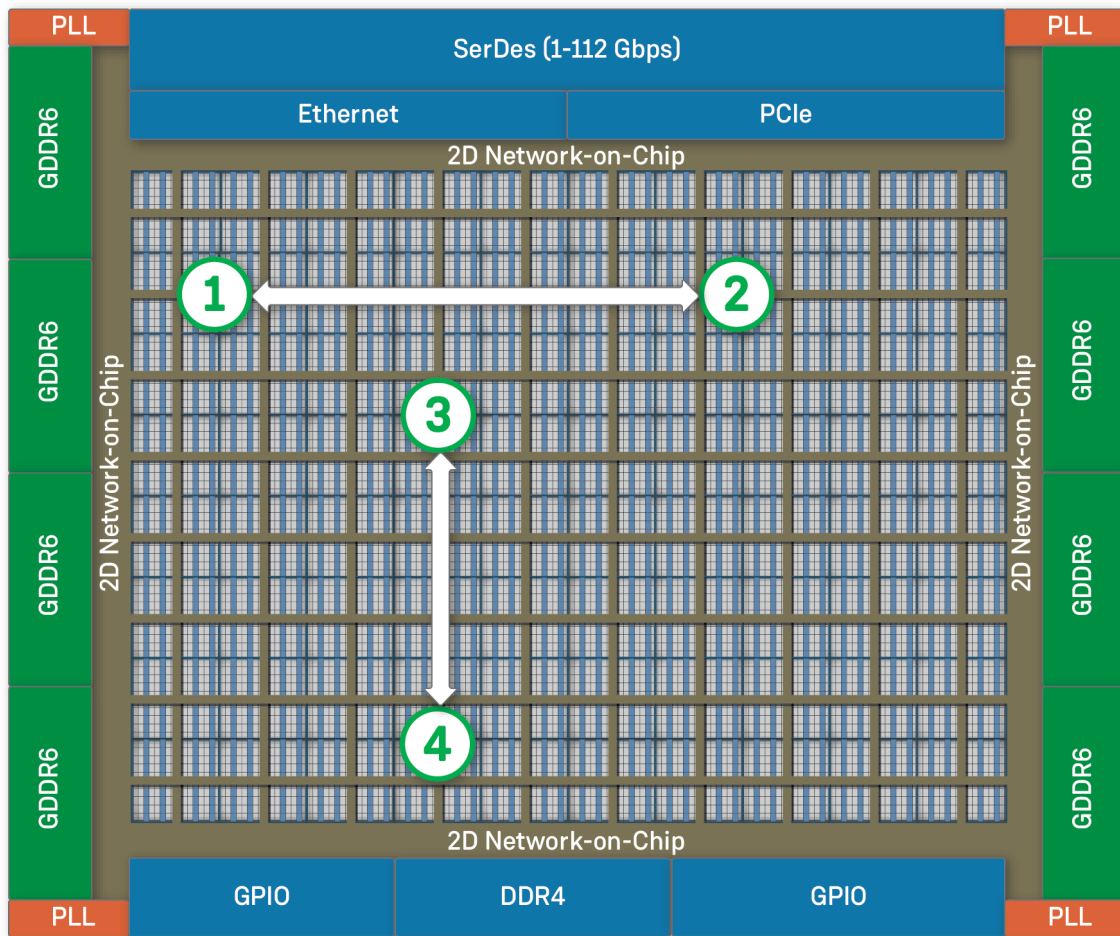 PLL
SerDes (1-112 Gbps)
PLL
Ethernet
PCIe
2D Network-on-Chip
GDDR6
GDDR6
GDDR6
GDDR6
2D Network-on-Chip
1
2
3
4
2D Network-on-Chip
GDDR6
GDDR6
GDDR6
GDDR6
2D Network-on-Chip
GPIO
DDR4
GPIO
PLL
PLL